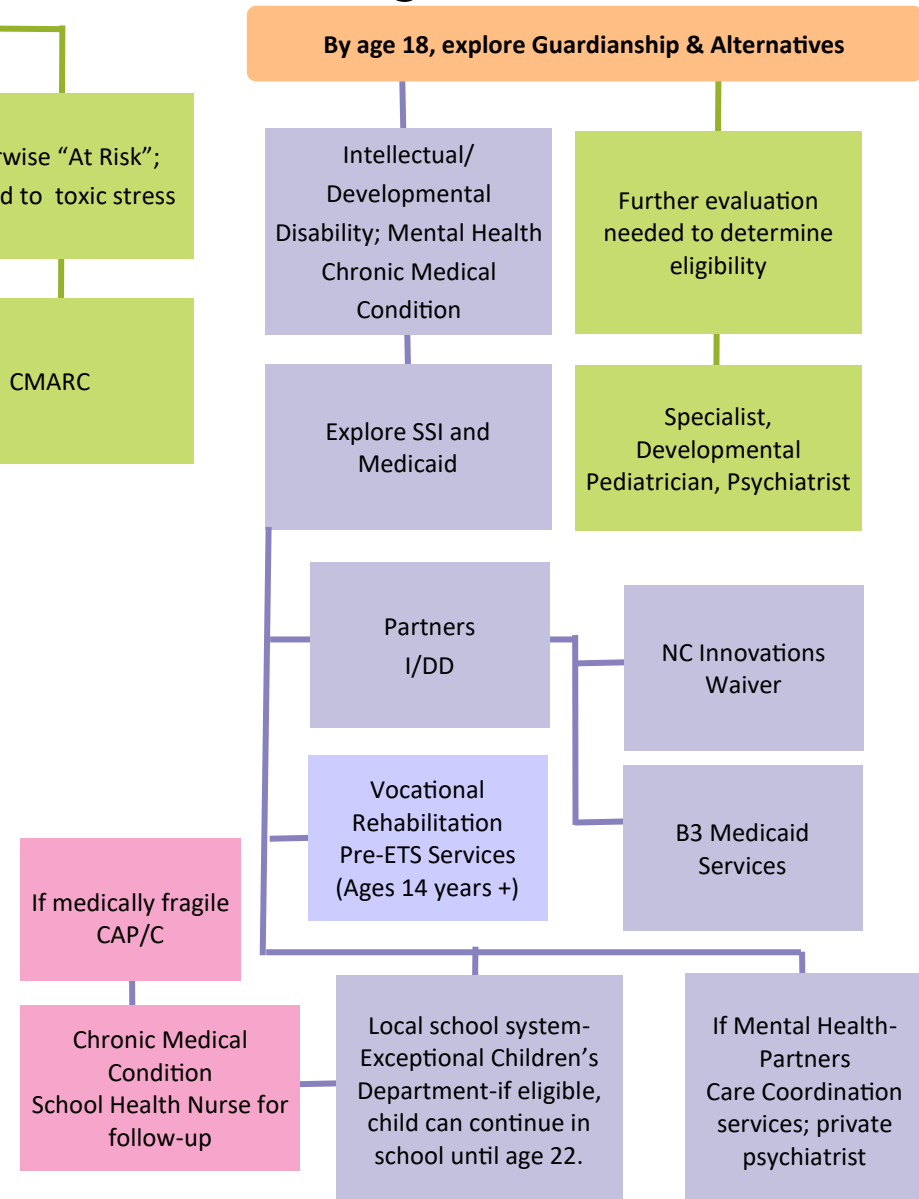 By age 18, explore Guardianship & Alternatives
"At Risk";
to toxic stress
CMARC
Intellectual/
Developmental
Disability; Mental Health
Chronic Medical
Condition
Further evaluation
needed to determine
eligibility
Explore SSI and
Medicaid
Specialist,
Developmental
Pediatrician, Psychiatrist
Partners
I/DD
NC Innovations
Waiver
Vocational
Rehabilitation
Pre-ETS Services
(Ages 14 years +)
B3 Medicaid
Services
If medically fragile
CAP/C
Chronic Medical
Condition
School Health Nurse for
follow-up
Local school system-
Exceptional Children’s
Department-if eligible,
child can continue in
school until age 22.
If Mental Health-
Partners
Care Coordination
services; private
psychiatrist